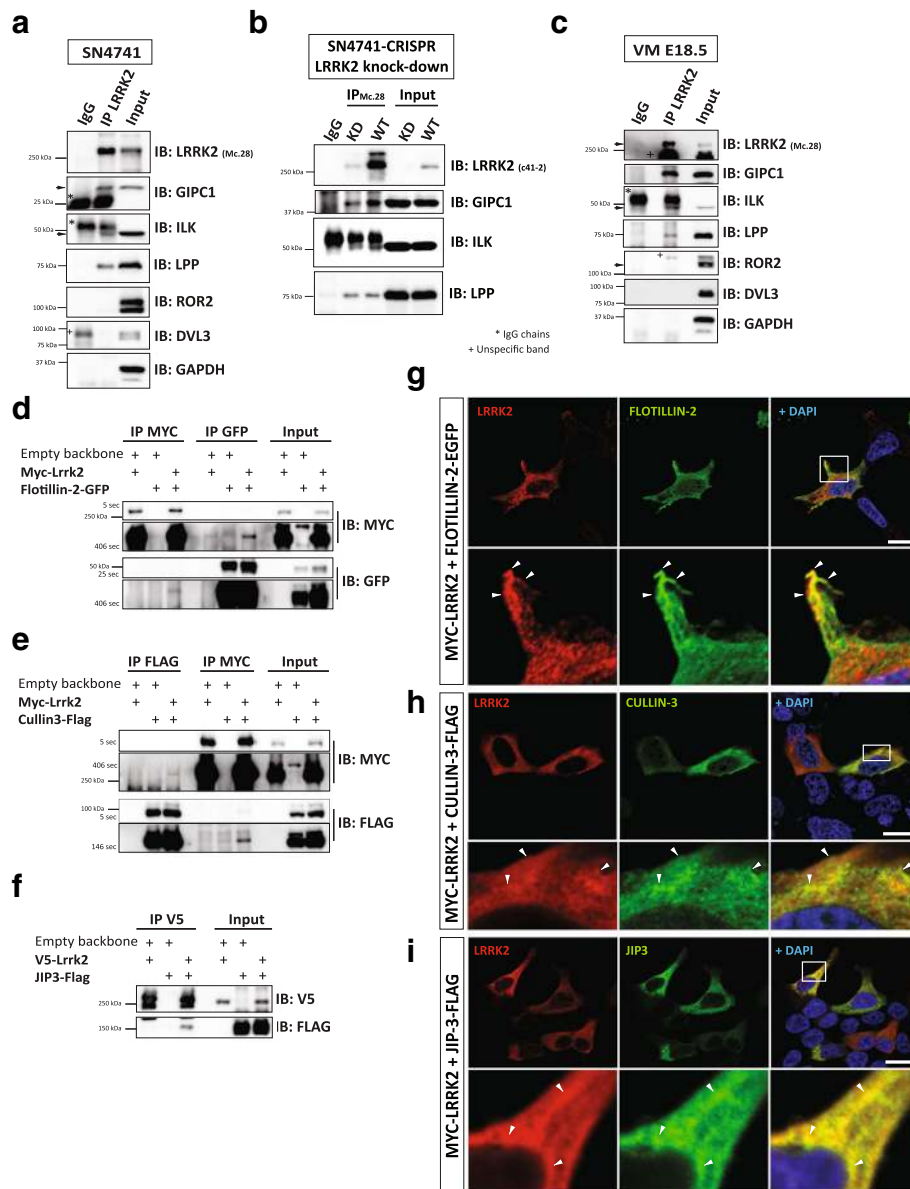 a
SN4741
IgG
IP LRRK2
Input
250 kDa
IB: LRRK2 (Mc.28)
*
25 kDa
IB: GIPC1
*
50 kDa
IB: ILK
75 kDa
IB: LPP
100 kDa
IB: ROR2
100 kDa
+
75 kDa
IB: DVL3
37 kDa
IB: GAPDH
b
SN4741-CRISPR
LRRK2 knock-down
IPMc.28
Input
IgG
KD
WT
KD
WT
250 kDa
IB: LRRK2 (c41-2)
37 kDa
IB: GIPC1
50 kDa
IB: ILK
75 kDa
IB: LPP
* IgG chains
+ Unspecific band
c
VM E18.5
IgG
IP LRRK2
Input
250 kDa
+
IB: LRRK2 (Mc.28)
IB: GIPC1
*
50 kDa
IB: ILK
75 kDa
IB: LPP
+
100 kDa
IB: ROR2
75 kDa
IB: DVL3
37 kDa
IB: GAPDH
d
IP MYC IP GFP Input
Empty backbone + + + + + +
Myc-Lrrk2 + + + + + +
Flotillin-2-GFP + + + + + +
5 sec
250 kDa
406 sec
IB: MYC
50 kDa
25 sec
406 sec
IB: GFP
e
IP FLAG IP MYC Input
Empty backbone + + + + + +
Myc-Lrrk2 + + + + + +
Cullin3-Flag + + + + + +
5 sec
406 sec
250 kDa
IB: MYC
100 kDa
5 sec
146 sec
IB: FLAG
f
IP V5 Input
Empty backbone + + + +
V5-Lrrk2 + + + +
JIP3-Flag + + + +
250 kDa
IB: V5
150 kDa
IB: FLAG
g
MYC-LRRK2 + FLOTILLIN-2-EGFP
LRRK2
FLOTILLIN-2
+ DAPI
h
MYC-LRRK2 + CULLIN-3-FLAG
LRRK2
CULLIN-3
+ DAPI
i
MYC-LRRK2 + JIP-3-FLAG
LRRK2
JIP3
+ DAPI